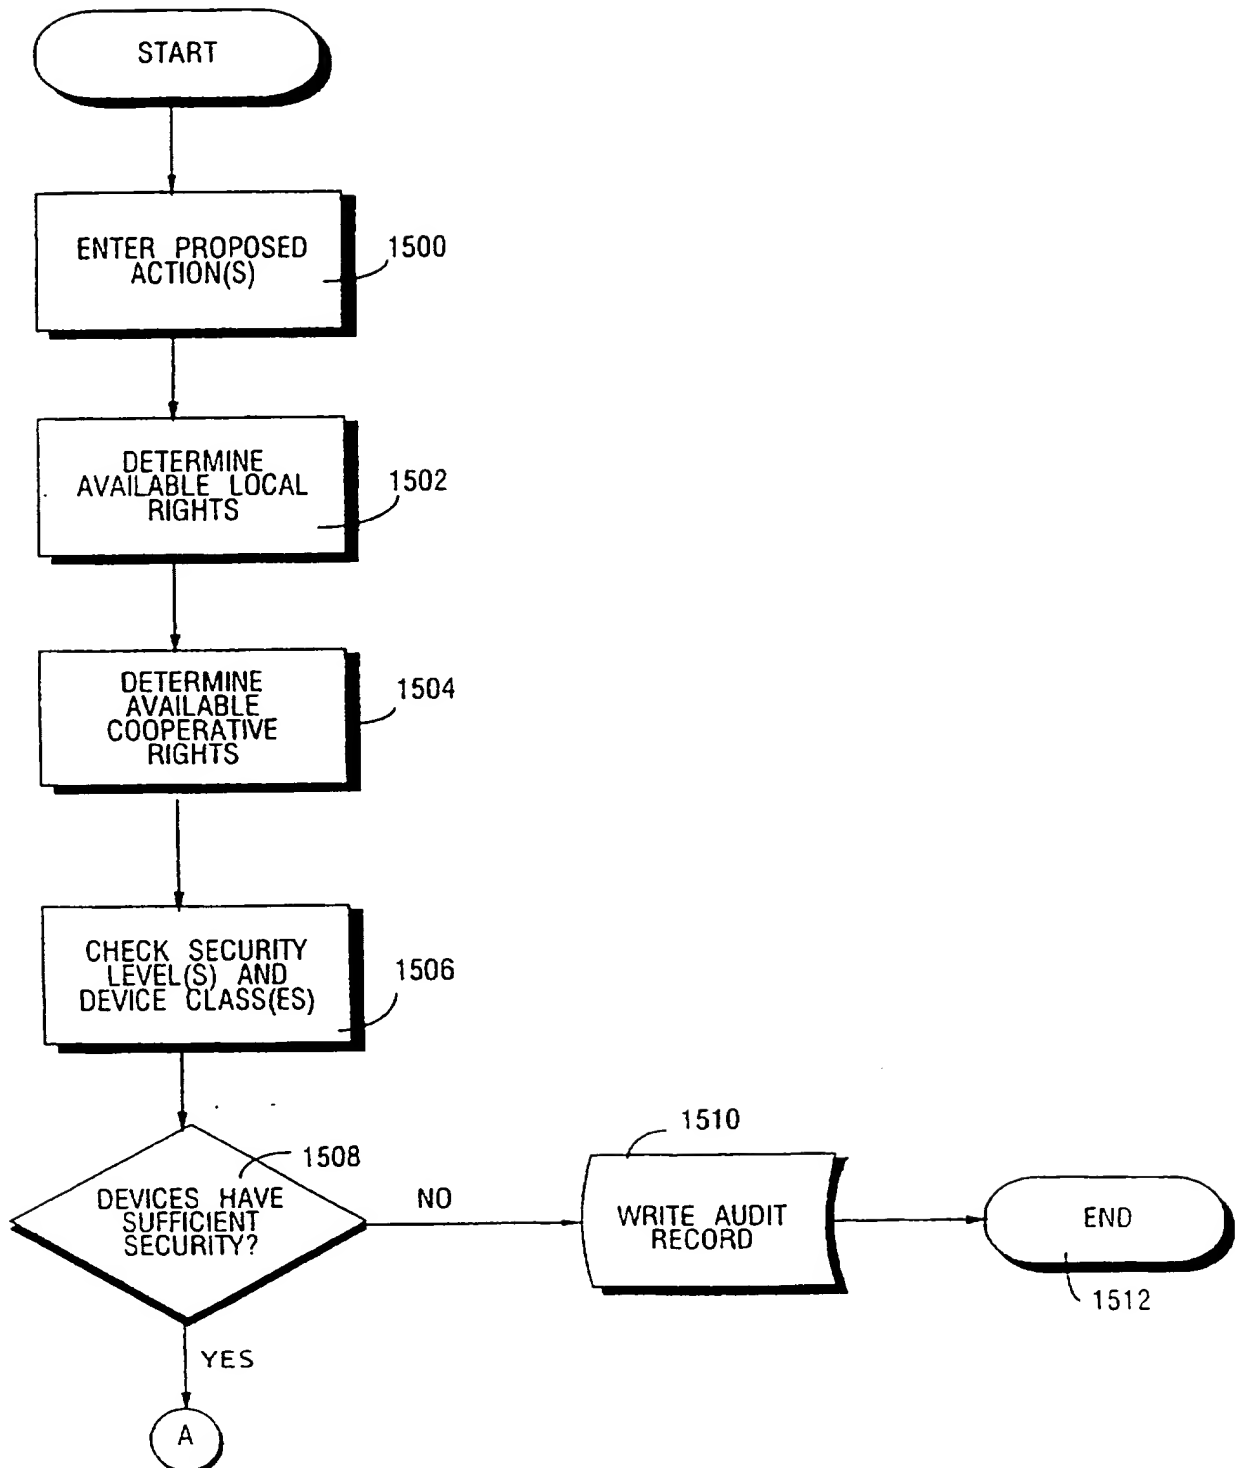 START
ENTER PROPOSED
ACTION(S)
1500
DETERMINE
AVAILABLE LOCAL
RIGHTS
1502
DETERMINE
AVAILABLE
COOPERATIVE
RIGHTS
1504
CHECK SECURITY
LEVEL(S) AND
DEVICE CLASS(ES)
1506
1508
DEVICES HAVE
SUFFICIENT
SECURITY?
NO
1510
WRITE AUDIT
RECORD
END
1512
YES
A